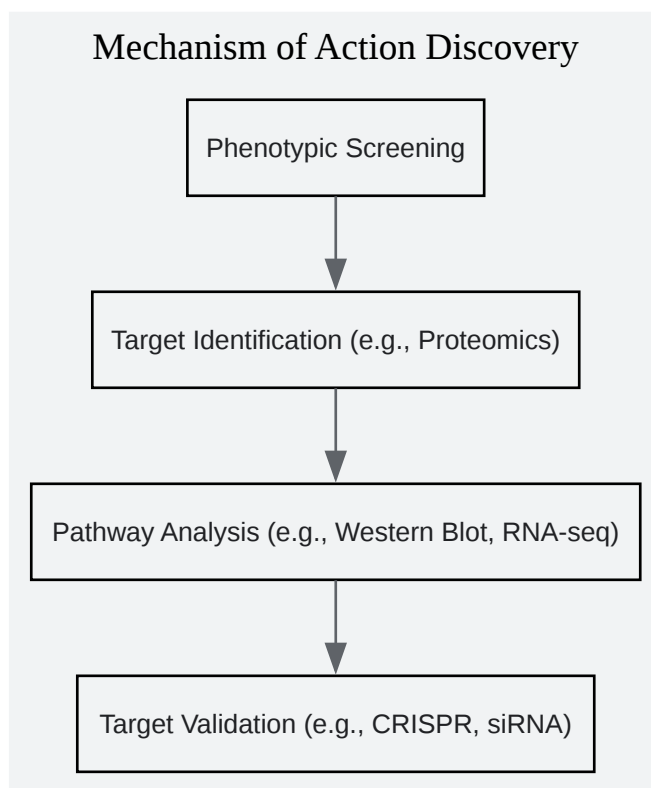 Mechanism of Action Discovery
Phenotypic Screening
Target Identification (e.g., Proteomics)
Pathway Analysis (e.g., Western Blot, RNA-seq)
Target Validation (e.g., CRISPR, siRNA)